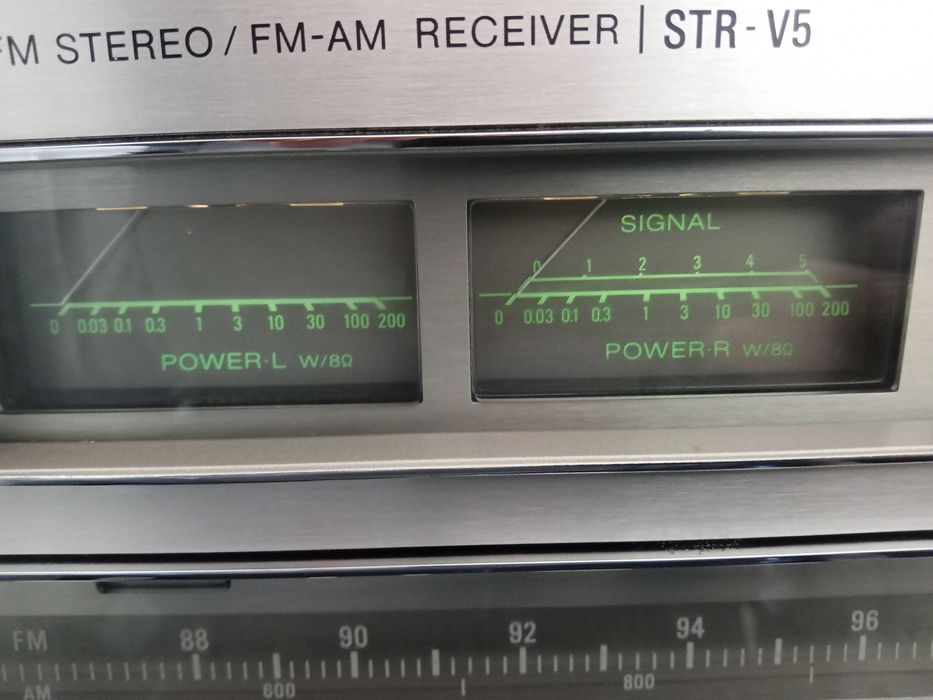 FM STEREO / FM-AM RECEIVER | STR-V5
0 0.03 0.1 0.3 1 3 10 30 100 200
POWER·L W/8Ω
SIGNAL
0 1 2 3 4 5
0 0.03 0.1 0.3 1 3 10 30 100 200
POWER·R W/8Ω
FM 88 90 92 94 96
AM 600 800